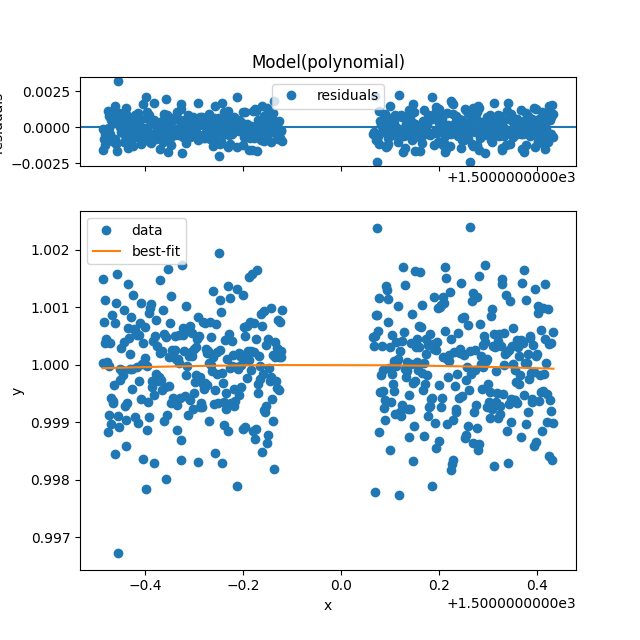 Model(polynomial)
residuals
0.0025
0.0000
−0.0025
residuals
+1.5000000000e3
data
best-fit
1.002
1.001
1.000
0.999
0.998
0.997
y
−0.4
−0.2
0.0
0.2
0.4
x
+1.5000000000e3